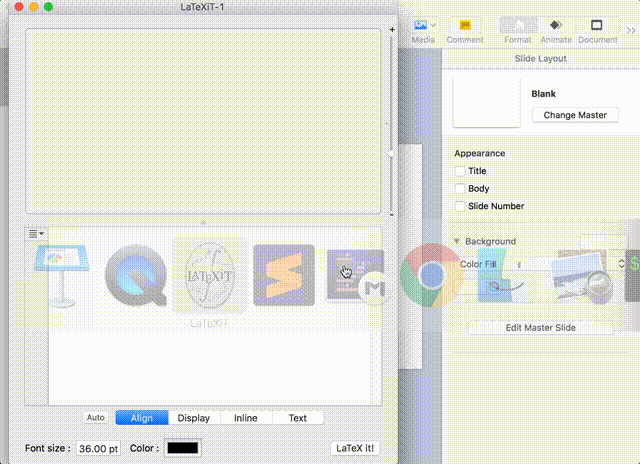 LaTeXiT-1
Media
Comment
Format
Animate
Document
Slide Layout
Blank
Change Master
Appearance
Title
Body
Slide Number
Background
Color Fill
Edit Master Slide
LATEXIT
LaTeXiT
Auto
Align
Display
Inline
Text
Font size :
36.00 pt
Color :
LaTeX it!